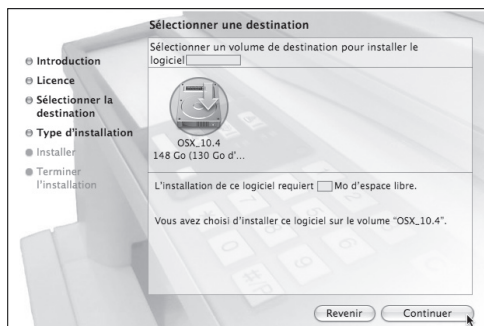 Sélectionner une destination
Introduction
Licence
Sélectionner la
destination
Type d'installation
Installer
Terminer
l'installation
Sélectionner un volume de destination pour installer le
logiciel
OSX_10.4
148 Go (130 Go d'...
L'installation de ce logiciel requiert Mo d'espace libre.
Vous avez choisi d'installer ce logiciel sur le volume “OSX_10.4”.
Revenir
Continuer